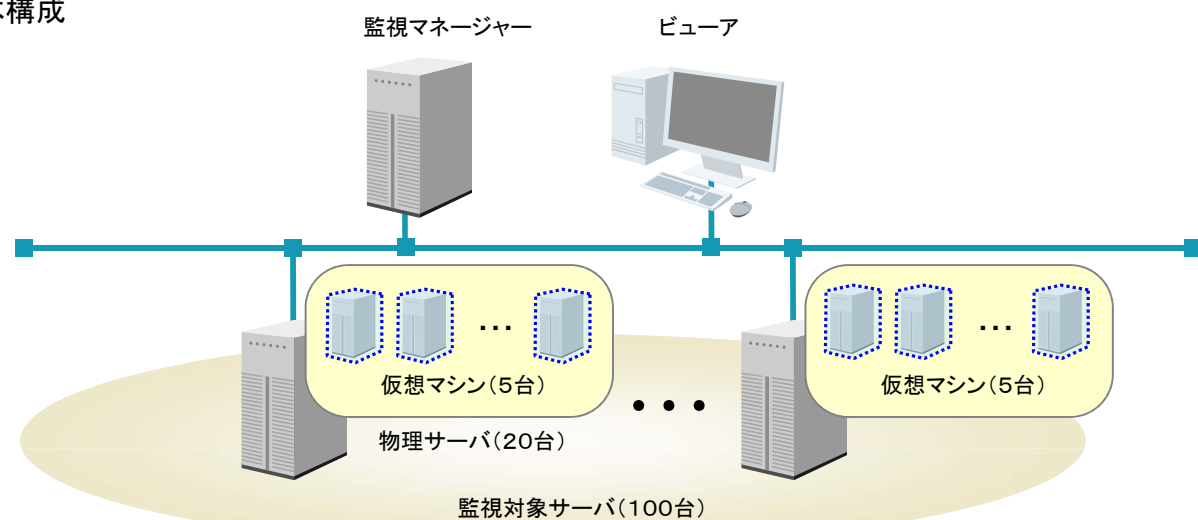 構成
監視マネージャー
ビューア
...
...
仮想マシン（５台）
仮想マシン（５台）
物理サーバ（２０台）
監視対象サーバ（１００台）